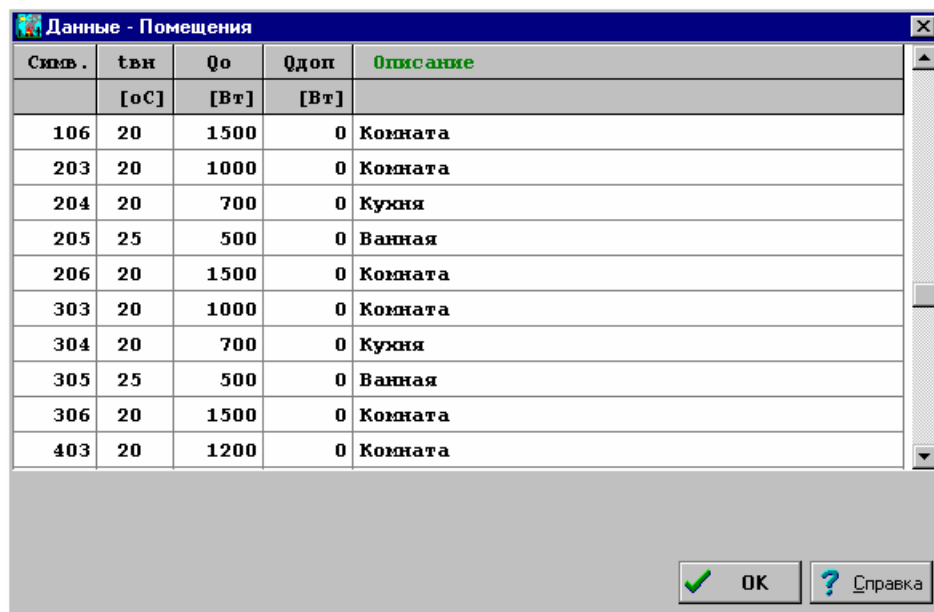 Данные - Помещения
Симв. tвн Qо Qдоп Описание
[оС] [Вт] [Вт]
106 20 1500 0 Комната
203 20 1000 0 Комната
204 20 700 0 Кухня
205 25 500 0 Ванная
206 20 1500 0 Комната
303 20 1000 0 Комната
304 20 700 0 Кухня
305 25 500 0 Ванная
306 20 1500 0 Комната
403 20 1200 0 Комната
OK ? Справка